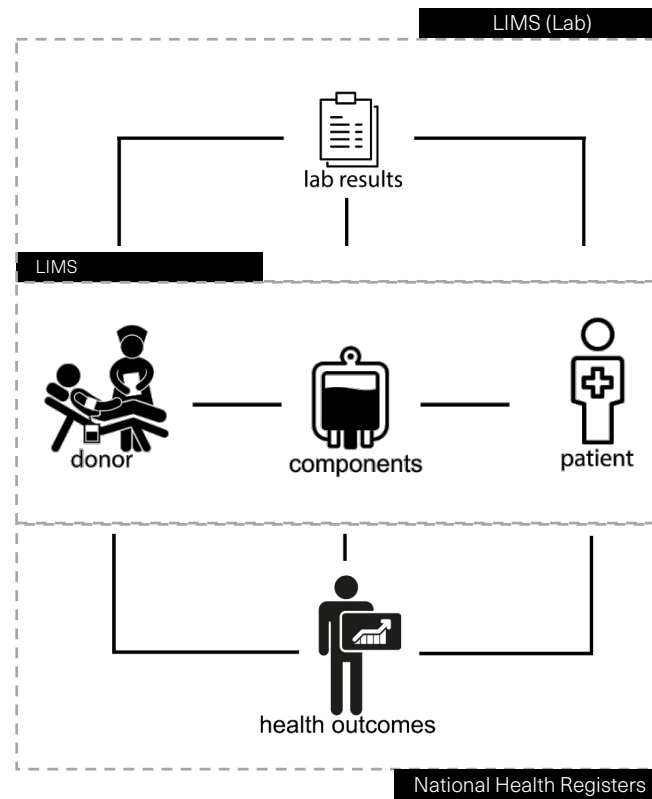 LIMS (Lab)
lab results
LIMS
donor
components
patient
health outcomes
National Health Registers